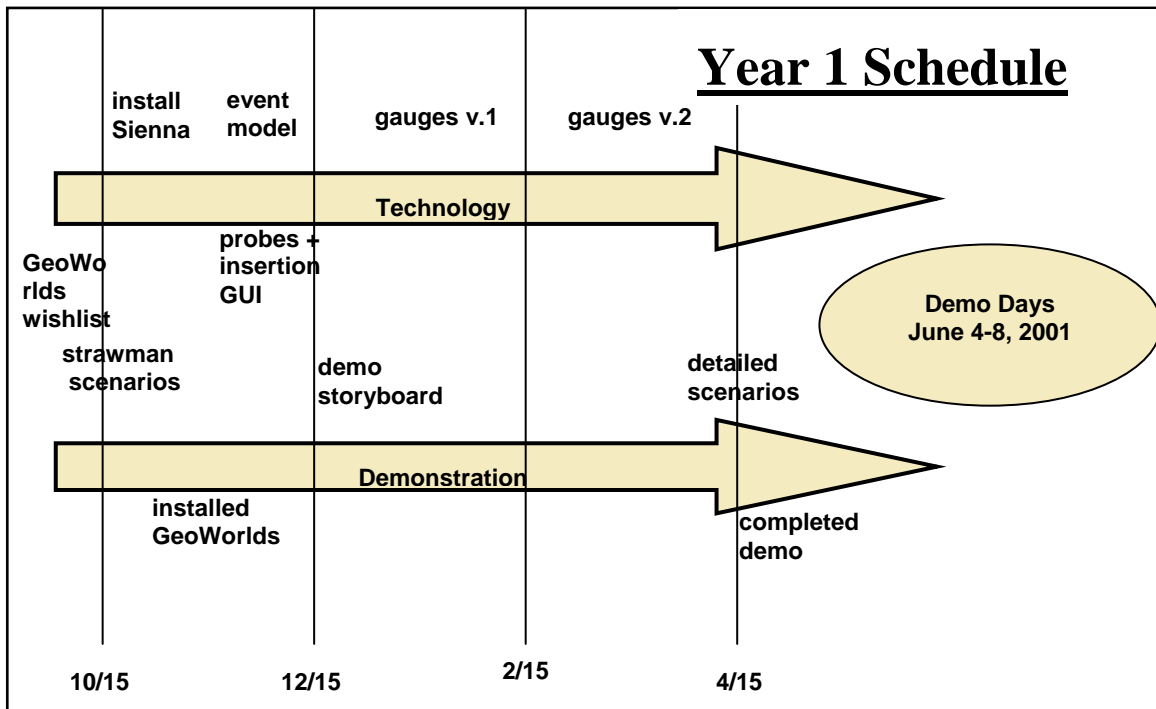 Year 1 Schedule
install
Sienna
event
model
gauges v.1
gauges v.2
Technology
probes +
insertion
GUI
GeoWo
rlds
wishlist
strawman
scenarios
demo
storyboard
detailed
scenarios
Demo Days
June 4-8, 2001
Demonstration
installed
GeoWorlds
completed
demo
10/15
12/15
2/15
4/15